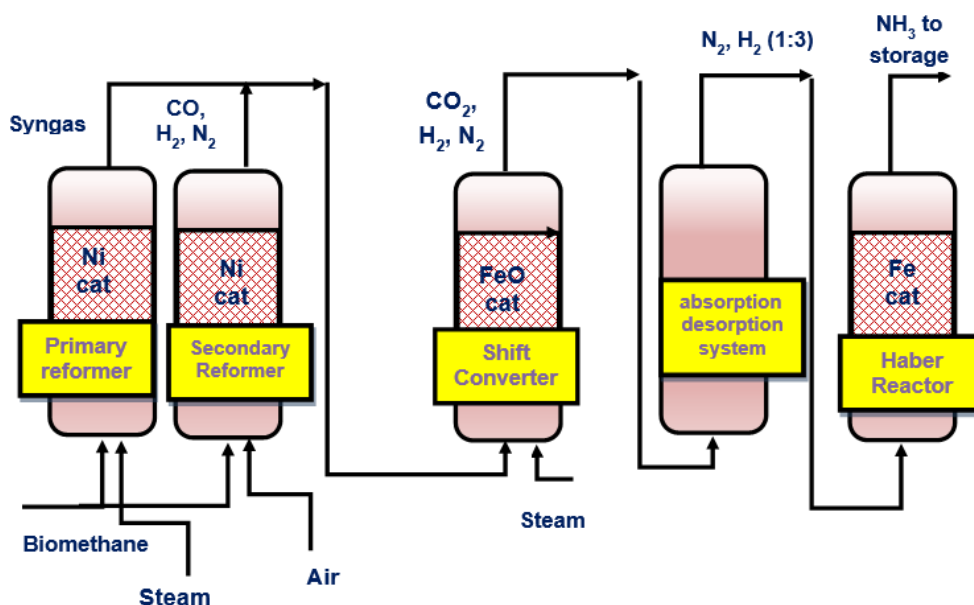 N₂, H₂ (1:3)
NH₃ to
storage
Syngas
CO,
H₂, N₂
CO₂,
H₂, N₂
Ni
cat
Ni
cat
FeO
cat
Fe
cat
Primary
reformer
Secondary
Reformer
Shift
Converter
absorption
desorption
system
Haber
Reactor
Biomethane
Steam
Air
Steam